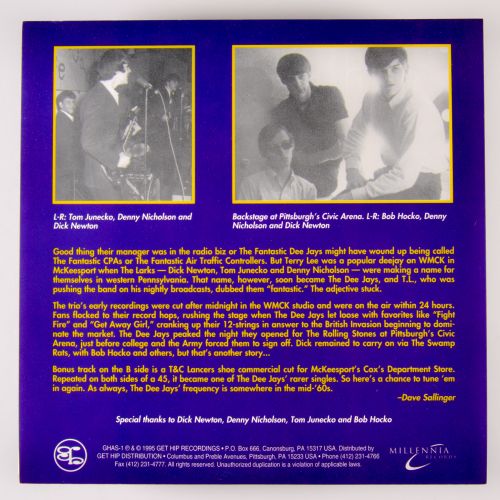 L-R: Tom Junecko, Denny Nicholson and
Dick Newton
Backstage at Pittsburgh's Civic Arena. L-R: Bob Hocko, Denny
Nicholson and Dick Newton
Good thing their manager was in the radio biz or The Fantastic Dee Jays might have wound up being called
The Fantastic CPAs or The Fantastic Air Traffic Controllers. But Terry Lee was a popular deejay on WMCK in
McKeesport when The Larks — Dick Newton, Tom Junecko and Denny Nicholson — were making a name for
themselves in western Pennsylvania. That name, however, soon became The Dee Jays, and T.L., who was
pushing the band on his nightly broadcasts, dubbed them “fantastic.” The adjective stuck.
The trio's early recordings were cut after midnight in the WMCK studio and were on the air within 24 hours.
Fans flocked to their record hops, rushing the stage when The Dee Jays let loose with favorites like “Fight
Fire” and “Get Away Girl,” cranking up their 12-strings in answer to the British Invasion beginning to domi-
nate the market. The Dee Jays peaked the night they opened for The Rolling Stones at Pittsburgh's Civic
Arena, just before college and the Army forced them to sign off. Dick remained to carry on via The Swamp
Rats, with Bob Hocko and others, but that's another story...
Bonus track on the B side is a T&C Lancers shoe commercial cut for McKeesport's Cox's Department Store.
Repeated on both sides of a 45, it became one of The Dee Jays' rarer singles. So here's a chance to tune 'em
in again. As always, The Dee Jays' frequency is somewhere in the mid-'60s.
–Dave Sallinger
Special thanks to Dick Newton, Denny Nicholson, Tom Junecko and Bob Hocko
GHAS-1 ℗ & © 1995 GET HIP RECORDINGS • P.O. Box 666, Canonsburg, PA 15317 USA. Distributed by
GET HIP DISTRIBUTION • Columbus and Preble Avenues, Pittsburgh, PA 15233 USA • Phone (412) 231-4766
Fax (412) 231-4777. All rights reserved. Unauthorized duplication is a violation of applicable laws.
MILLENNIA
RECORDS